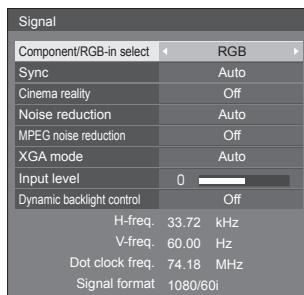 Signal
Component/RGB-in select RGB
Sync Auto
Cinema reality Off
Noise reduction Auto
MPEG noise reduction Off
XGA mode Auto
Input level 0
Dynamic backlight control Off
H-freq. 33.72 kHz
V-freq. 60.00 Hz
Dot clock freq. 74.18 MHz
Signal format 1080/60i